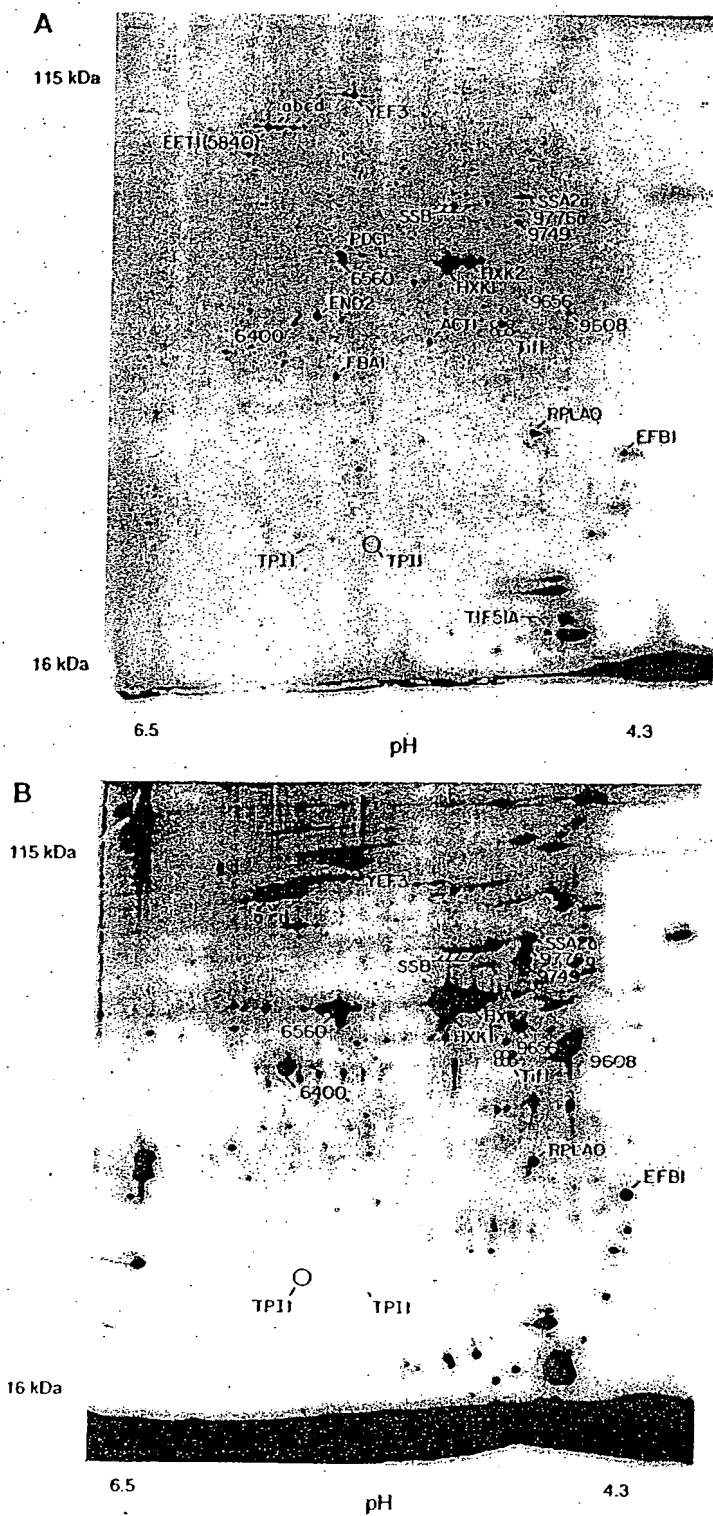 A
115 kDa
abcd
YEF3
EFT1(5840)
SSA2a
SSB
9776a
9749
PDC1
6560
HXK2
HXK1
ENO2
9656
6400
ACT1
9608
Tif1
FBA1
RPLA0
EFB1
TPI1
TPI1
TIF51A
16 kDa
6.5
4.3
pH
B
115 kDa
YEF3
SSA2a
SSB
9749
HXK2
6560
HXK1
9656
9608
Tif1
6400
RPLA0
EFB1
TPI1
TPI1
16 kDa
6.5
4.3
pH